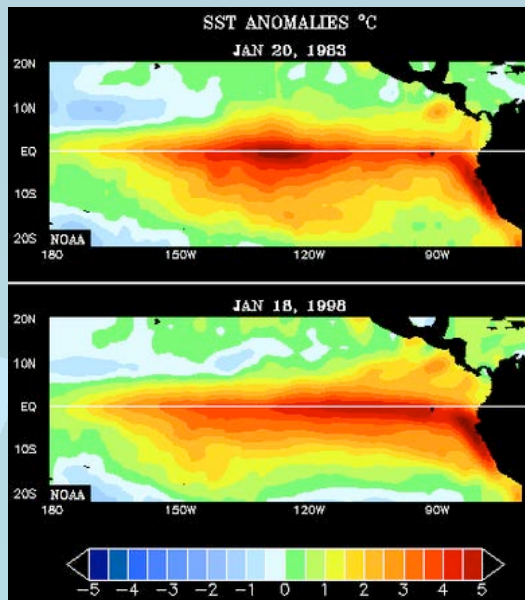 SST ANOMALIES °C
JAN 20, 1983
20N
10N
EQ
10S
20S
NOAA
180 150W 120W 90W
JAN 18, 1998
20N
10N
EQ
10S
20S
NOAA
180 150W 120W 90W
-5 -4 -3 -2 -1 0 1 2 3 4 5